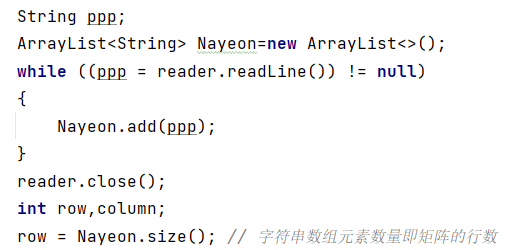 String ppp;
ArrayList<String> Nayeon=new ArrayList<>();
while ((ppp = reader.readLine()) != null)
{
    Nayeon.add(ppp);
}
reader.close();
int row,column;
row = Nayeon.size(); // 字符串数组元素数量即矩阵的行数